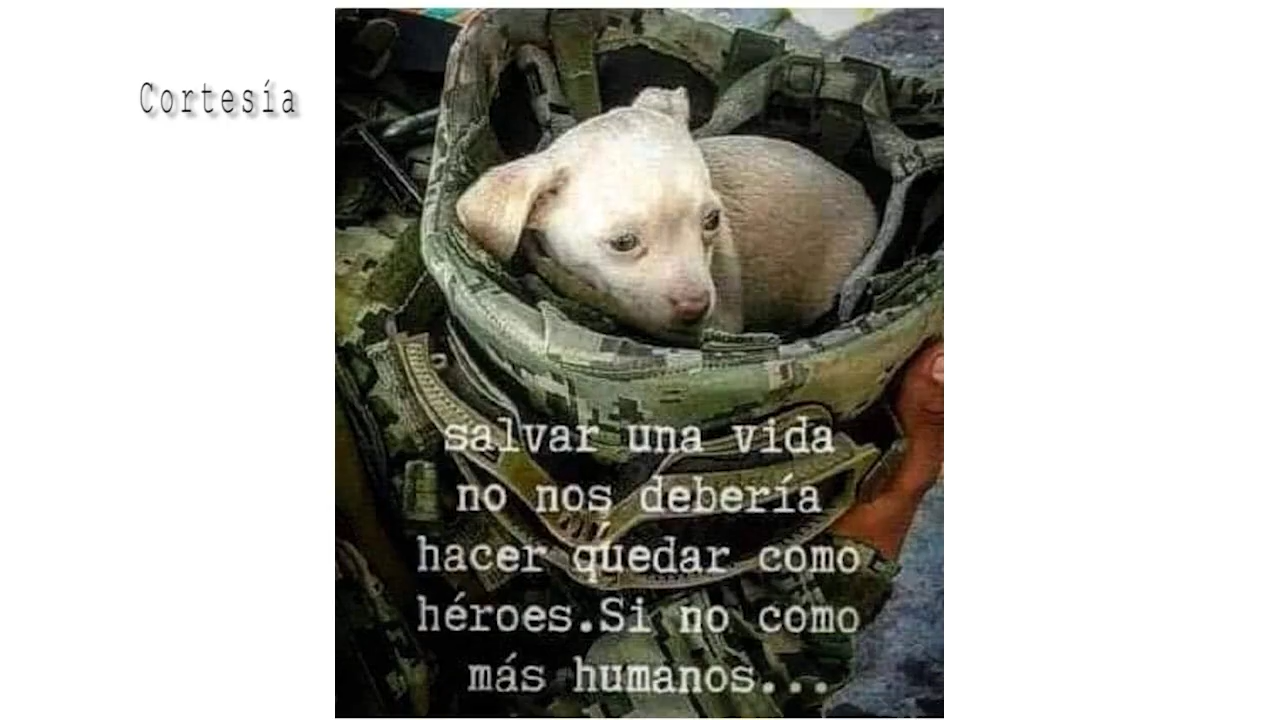 Cortesía
salvar una vida
no nos debería
hacer quedar como
héroes.Si no como
más humanos...